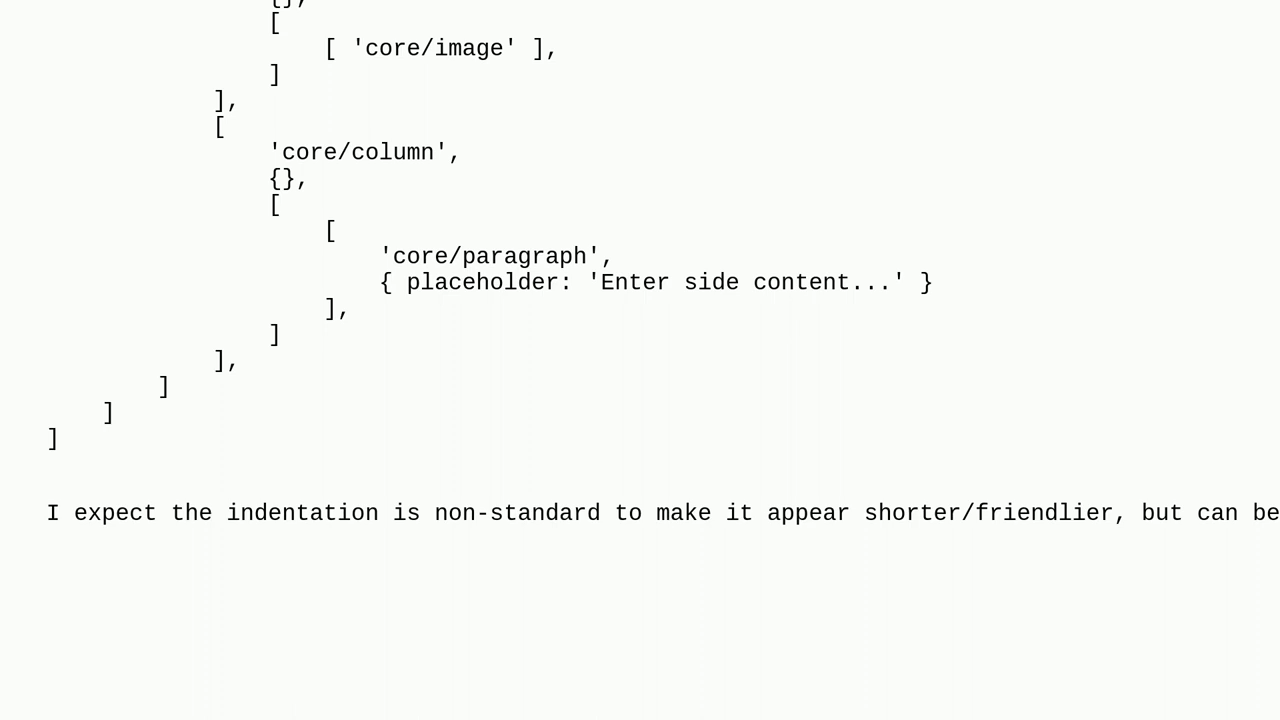 {},
[
[ 'core/image' ],
]
],
[
'core/column',
{},
[
[
'core/paragraph',
{ placeholder: 'Enter side content...' }
],
]
],
]
]
]
I expect the indentation is non-standard to make it appear shorter/friendlier, but can be